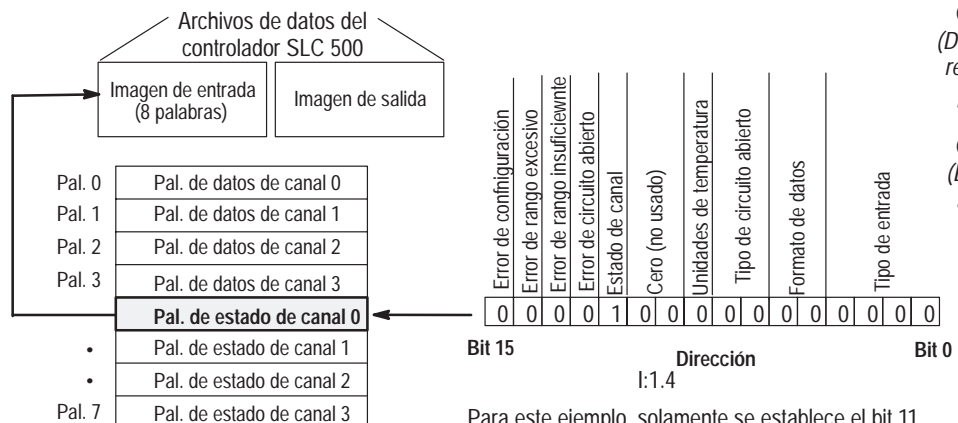 Archivos de datos del
controlador SLC 500
Imagen de entrada
(8 palabras)
Imagen de salida
Pal. 0 Pal. de datos de canal 0
Pal. 1 Pal. de datos de canal 1
Pal. 2 Pal. de datos de canal 2
Pal. 3 Pal. de datos de canal 3
Pal. de estado de canal 0
• Pal. de estado de canal 1
• Pal. de estado de canal 2
Pal. 7 Pal. de estado de canal 3
Error de confniguración
Error de rango excesivo
Error de rango insuficiewnte
Error de circuito abierto
Estado de canal
Cero (no usado)
Unidades de temperatura
Tipo de circuito abierto
Formato de datos
Tipo de entrada
0 0 0 0 1 0 0 0 0 0 0 0 0 0 0 0
Bit 15 Bit 0
Dirección
I:1.4
Para este ejemplo, solamente se establece el bit 11